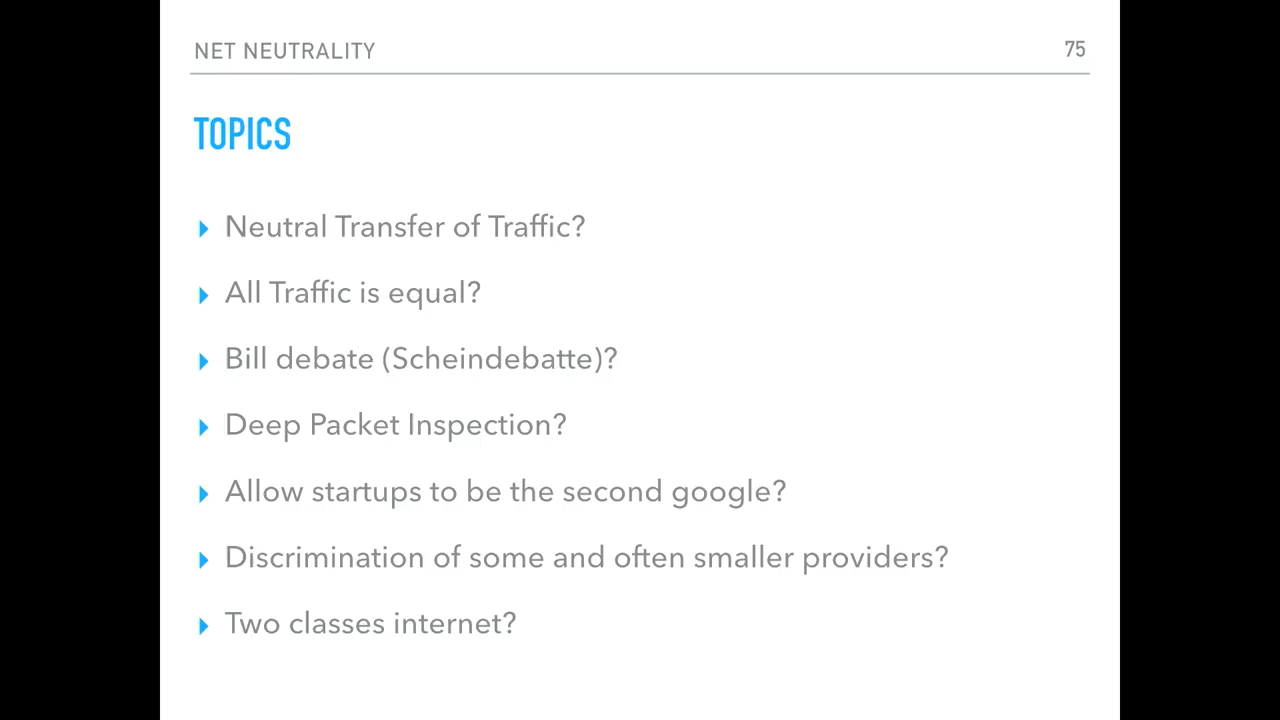 NET NEUTRALITY 75
TOPICS
Neutral Transfer of Traffic?
All Traffic is equal?
Bill debate (Scheindebatte)?
Deep Packet Inspection?
Allow startups to be the second google?
Discrimination of some and often smaller providers?
Two classes internet?